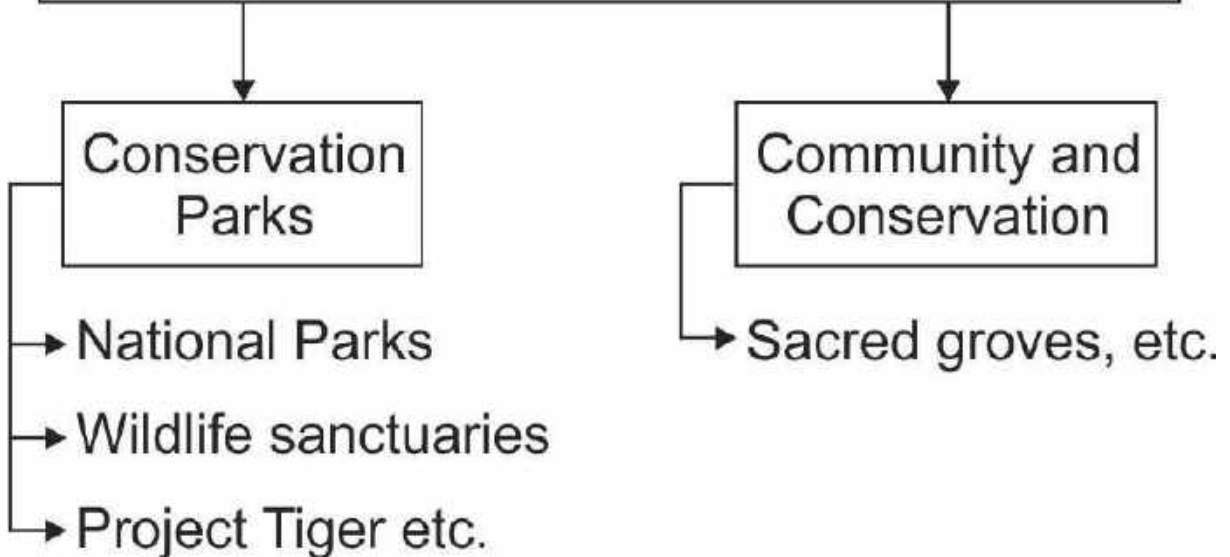 Conservation
Parks
National Parks
Wildlife sanctuaries
Project Tiger etc.
Community and
Conservation
Sacred groves, etc.